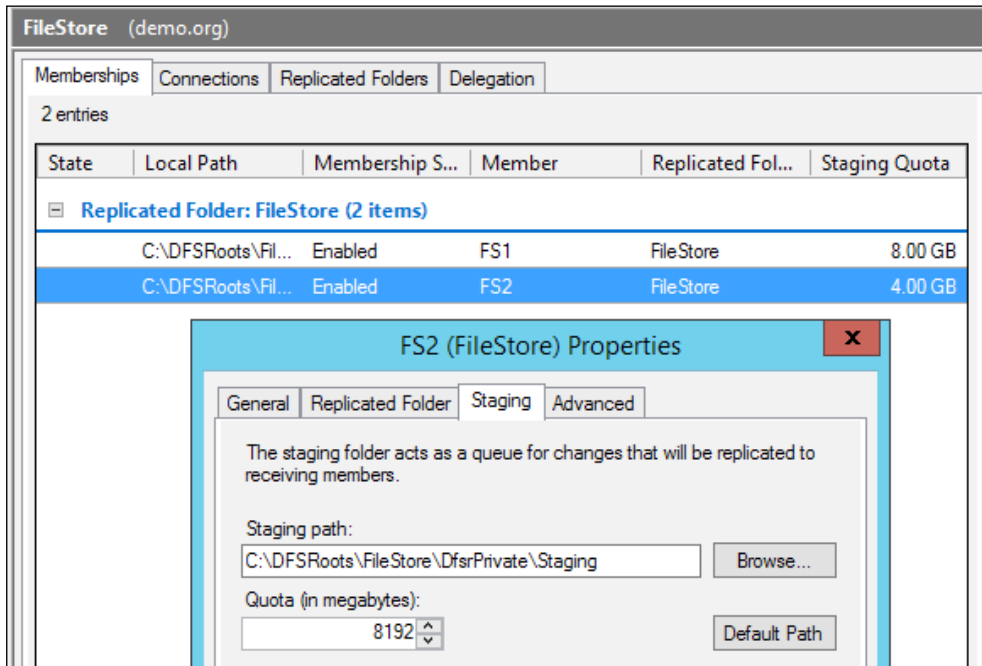 FileStore (demo.org)
Memberships Connections Replicated Folders Delegation
2 entries
State Local Path Membership S... Member Replicated Fol... Staging Quota
Replicated Folder: FileStore (2 items)
C:\DFSRoots\Fil... Enabled FS1 FileStore 8.00 GB
C:\DFSRoots\Fil... Enabled FS2 FileStore 4.00 GB
FS2 (FileStore) Properties x
General Replicated Folder Staging Advanced
The staging folder acts as a queue for changes that will be replicated to
receiving members.
Staging path:
C:\DFSRoots\FileStore\DfsrPrivate\Staging Browse...
Quota (in megabytes):
8192 Default Path